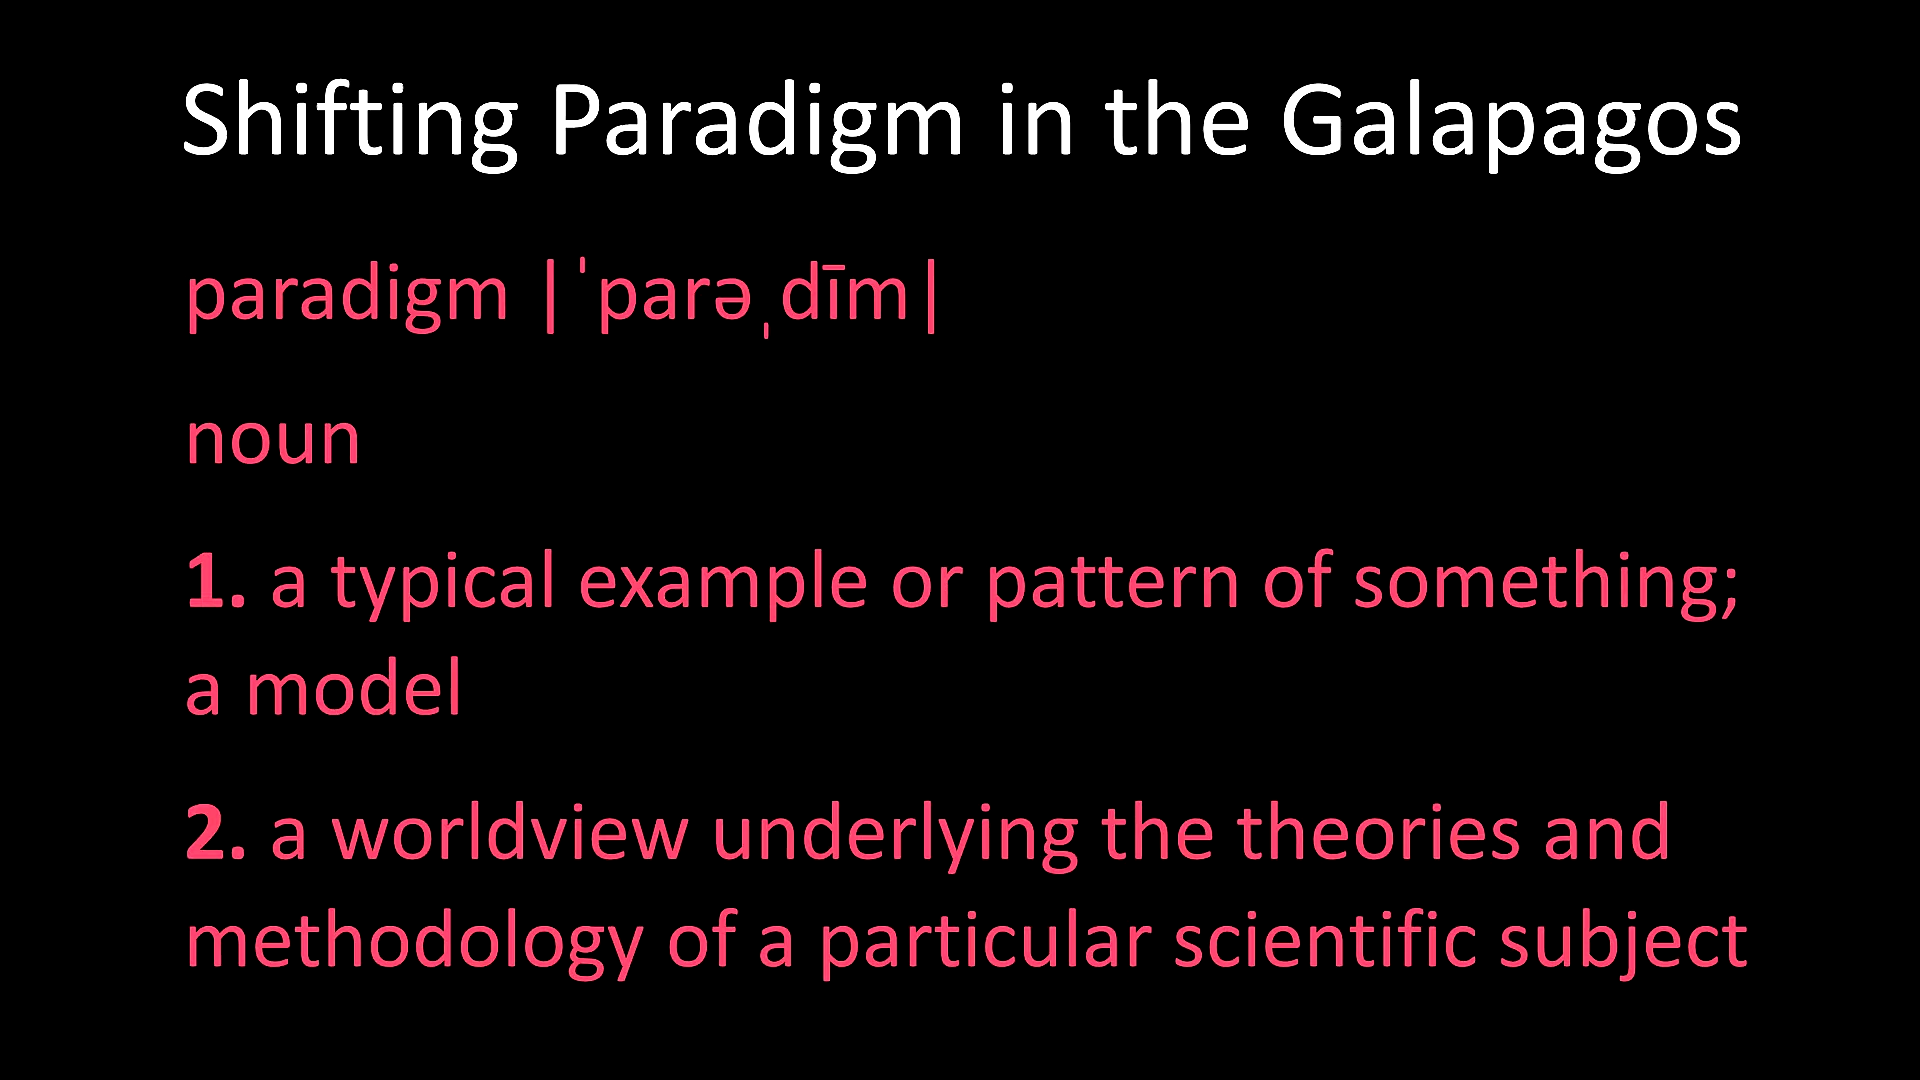 Shifting Paradigm in the Galapagos
paradigm |ˈparəˌdīm|
noun
1. a typical example or pattern of something;
a model
2. a worldview underlying the theories and
methodology of a particular scientific subject